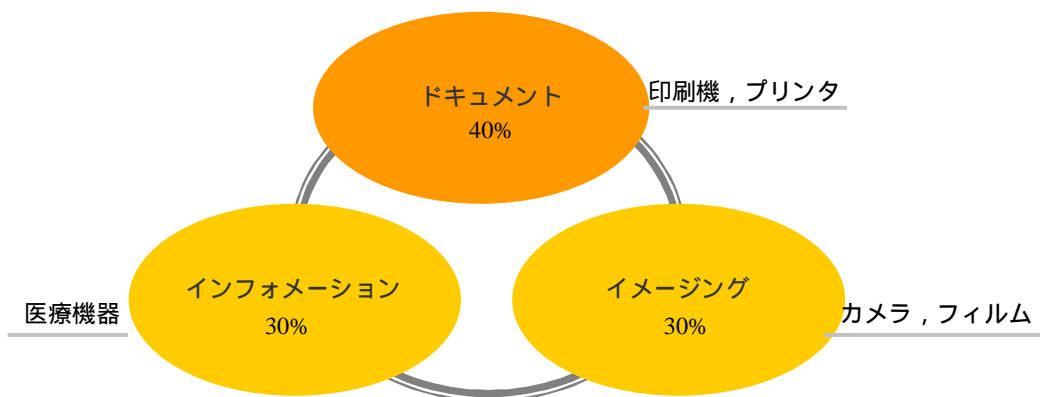 ドキュメント
40%
印刷機，プリンタ
インフォメーション
30%
医療機器
イメージング
30%
カメラ，フィルム